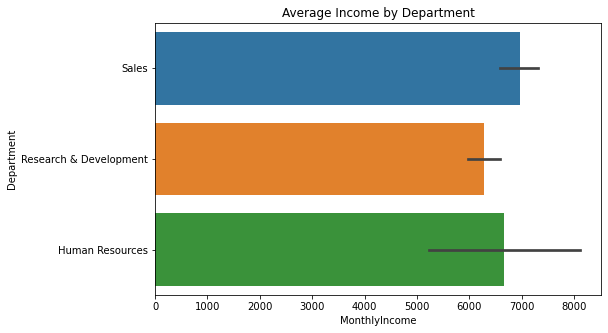 Average Income by Department
Department
Sales
Research & Development
Human Resources
0 1000 2000 3000 4000 5000 6000 7000 8000
MonthlyIncome